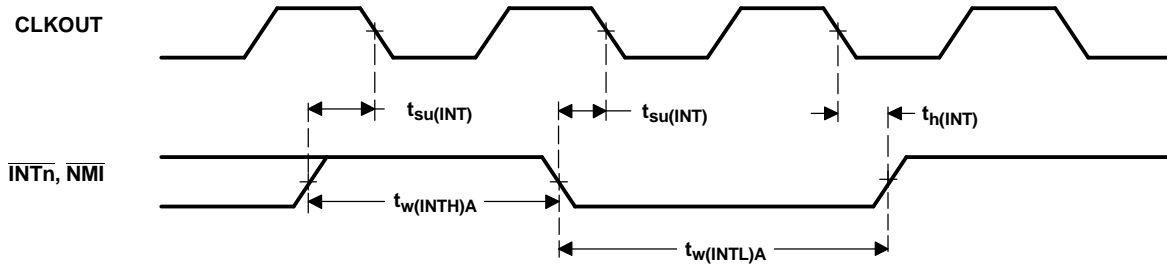 CLKOUT
tsu(INT)
tsu(INT)
th(INT)
INTn, NMI
tw(INTH)A
tw(INTL)A